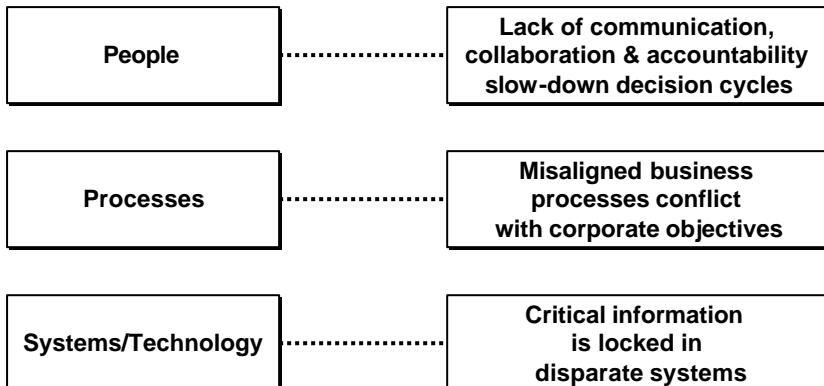 People
Lack of communication,
collaboration & accountability
slow-down decision cycles
Processes
Misaligned business
processes conflict
with corporate objectives
Systems/Technology
Critical information
is locked in
disparate systems